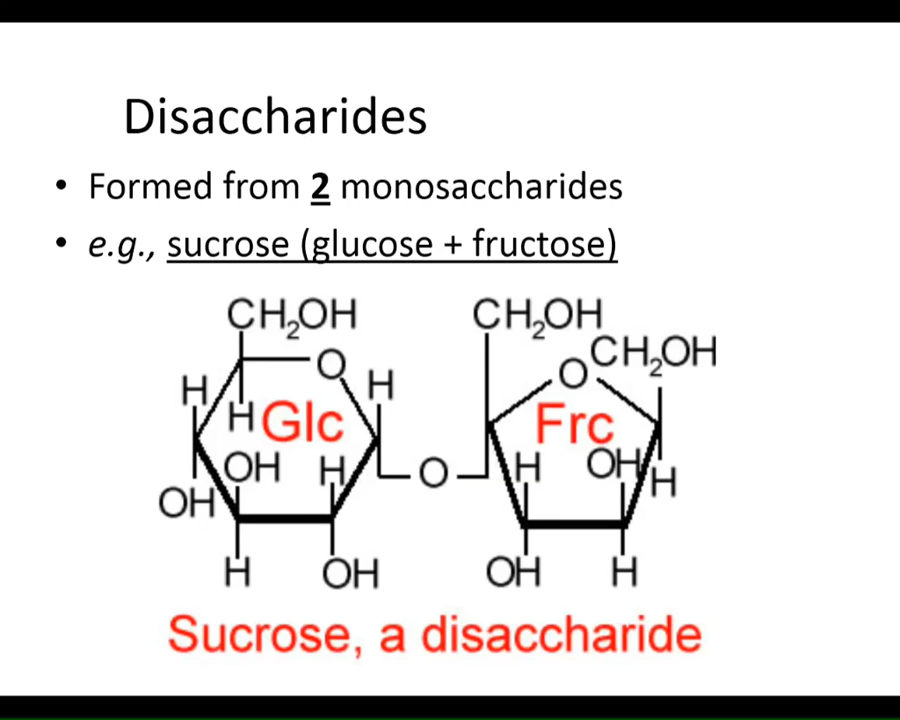 Disaccharides
• Formed from 2 monosaccharides
• e.g., sucrose (glucose + fructose)
CH₂OH CH₂OH
O O CH₂OH
H H
H Glc Frc
OH H O H OH H
OH
H OH OH H
Sucrose, a disaccharide